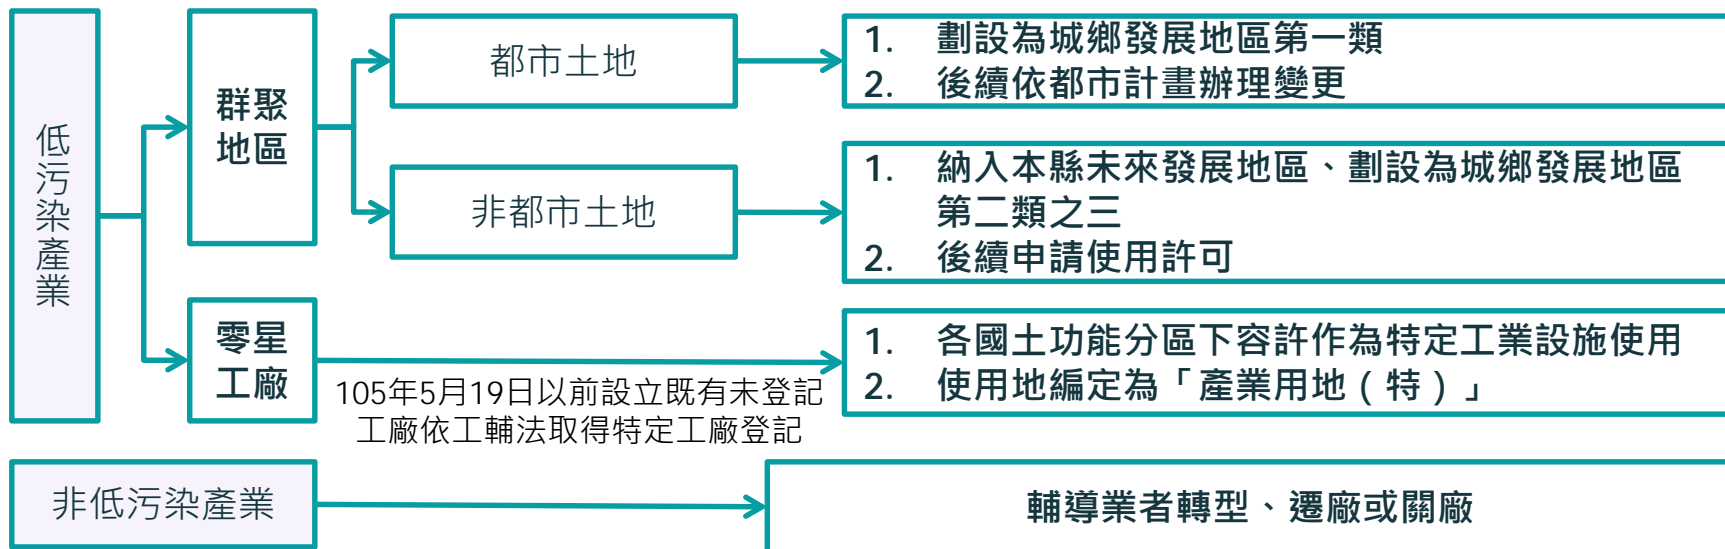 低污染產業
群聚
地區
都市土地
1. 劃設為城鄉發展地區第一類
2. 後續依都市計畫辦理變更
非都市土地
1. 納入本縣未來發展地區、劃設為城鄉發展地區
第二類之三
2. 後續申請使用許可
零星
工廠
105年5月19日以前設立既有未登記
工廠依工輔法取得特定工廠登記
1. 各國土功能分區下容許作為特定工業設施使用
2. 使用地編定為「產業用地（特）」
非低污染產業
輔導業者轉型、遷廠或關廠